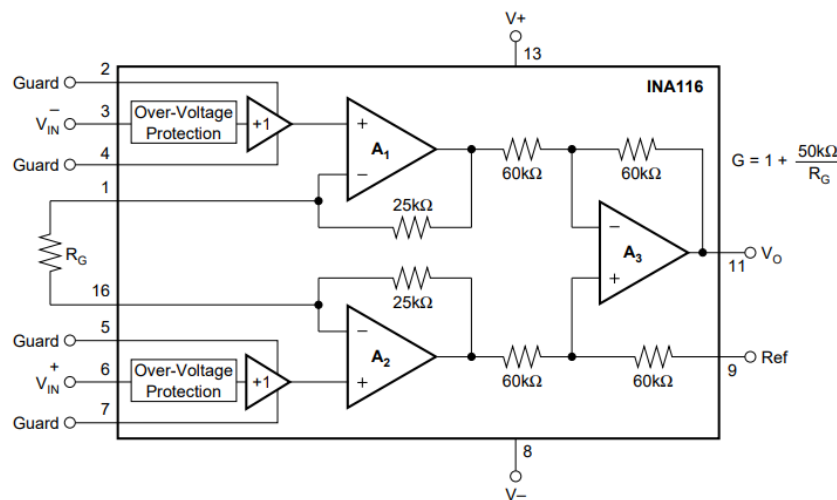 V+
13
INA116
Guard
2
V–IN
3
Over-Voltage
Protection
+1
Guard
4
1
RG
16
Guard
5
V+IN
6
Over-Voltage
Protection
+1
Guard
7
+
A1
–
25kΩ
25kΩ
–
A2
+
60kΩ
60kΩ
–
A3
+
60kΩ
60kΩ
11
VO
9
Ref
G = 1 + 50kΩ
RG
8
V–